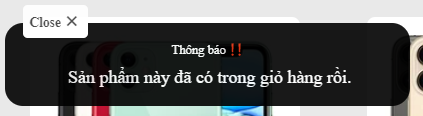 Close ✕
Thông báo ‼️
Sản phẩm này đã có trong giỏ hàng rồi.